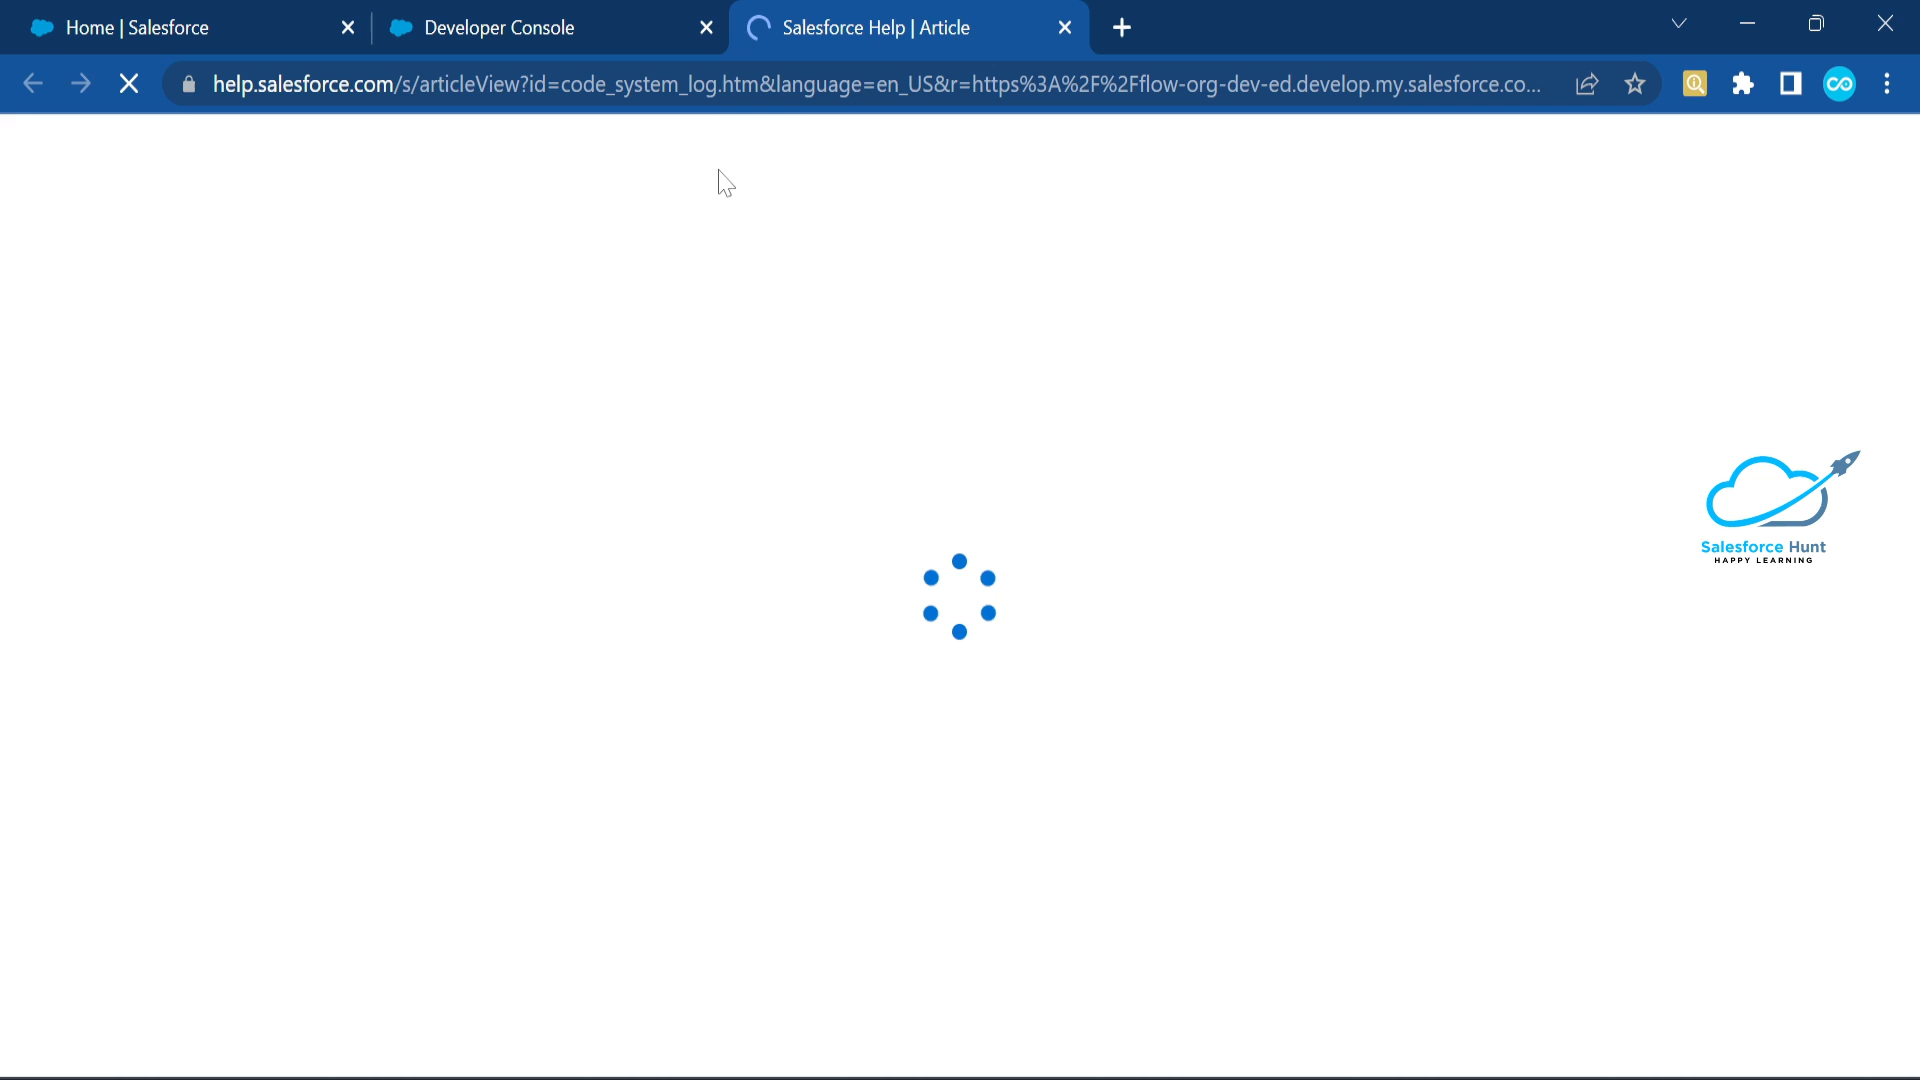 Home | Salesforce
Developer Console
Salesforce Help | Article
help.salesforce.com/s/articleView?id=code_system_log.htm&language=en_US&r=https%3A%2F%2Fflow-org-dev-ed.develop.my.salesforce.co...
Salesforce Hunt
HAPPY LEARNING